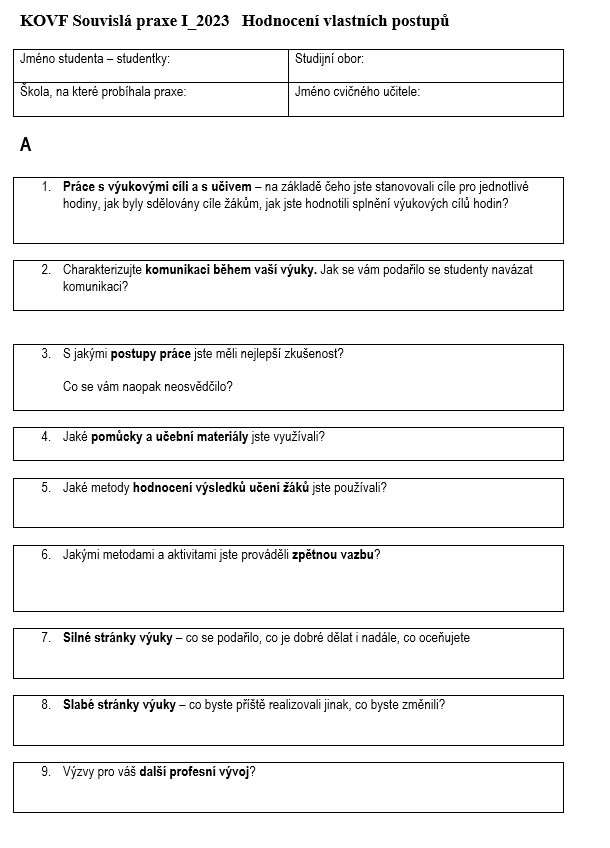 KOVF Souvislá praxe I_2023 Hodnocení vlastních postupů
Jméno studenta – studentky:
Studijní obor:
Škola, na které probíhala praxe:
Jméno cvičného učitele:
A
1. Práce s výukovými cíli a s učivem – na základě čeho jste stanovovali cíle pro jednotlivé
hodiny, jak byly sdělovány cíle žákům, jak jste hodnotili splnění výukových cílů hodin?
2. Charakterizujte komunikaci během vaší výuky. Jak se vám podařilo se studenty navázat
komunikaci?
3. S jakými postupy práce jste měli nejlepší zkušenost?
Co se vám naopak neosvědčilo?
4. Jaké pomůcky a učební materiály jste využívali?
5. Jaké metody hodnocení výsledků učení žáků jste používali?
6. Jakými metodami a aktivitami jste prováděli zpětnou vazbu?
7. Silné stránky výuky – co se podařilo, co je dobré dělat i nadále, co oceňujete
8. Slabé stránky výuky – co byste příště realizovali jinak, co byste změnili?
9. Výzvy pro váš další profesní vývoj?